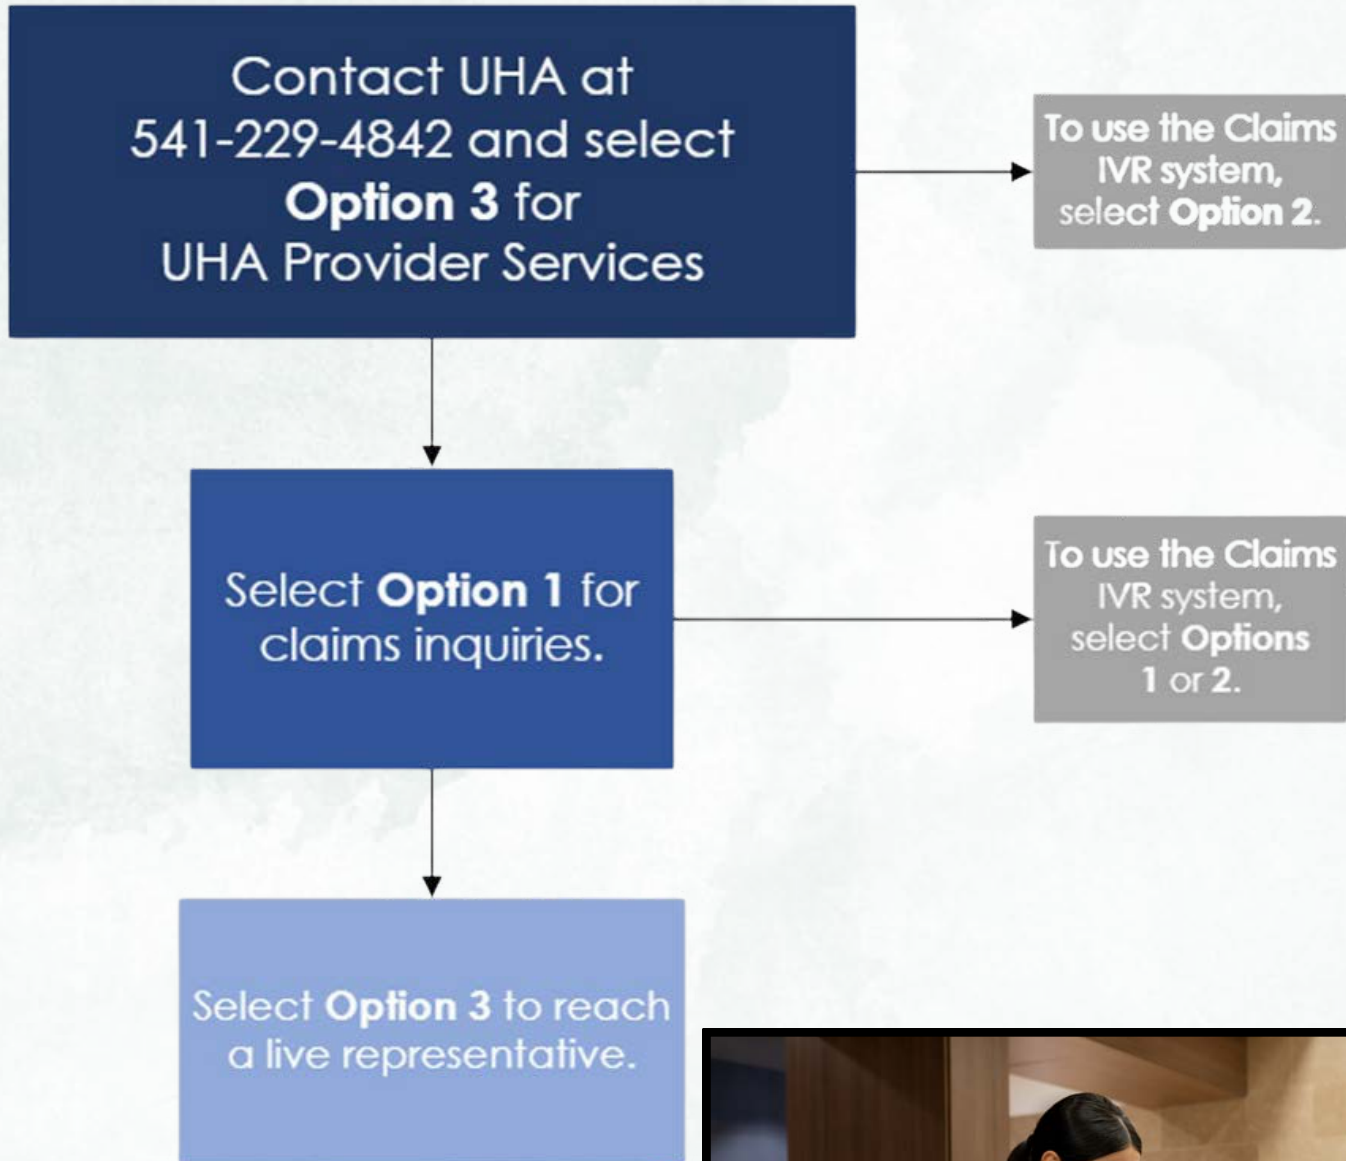 Contact UHA at
541-229-4842 and select
Option 3 for
UHA Provider Services
To use the Claims
IVR system,
select Option 2.
Select Option 1 for
claims inquiries.
To use the Claims
IVR system,
select Options
1 or 2.
Select Option 3 to reach
a live representative.